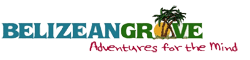 BELIZEANGROVE
Adventures for the Mind